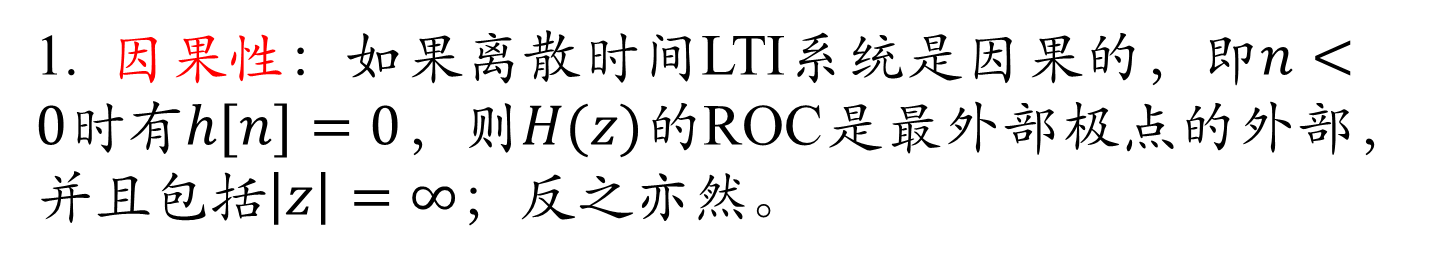 1. 因果性：如果离散时间LTI系统是因果的，即n <
0时有h[n] = 0，则H(z)的ROC是最外部极点的外部，
并且包括|z| = ∞；反之亦然。